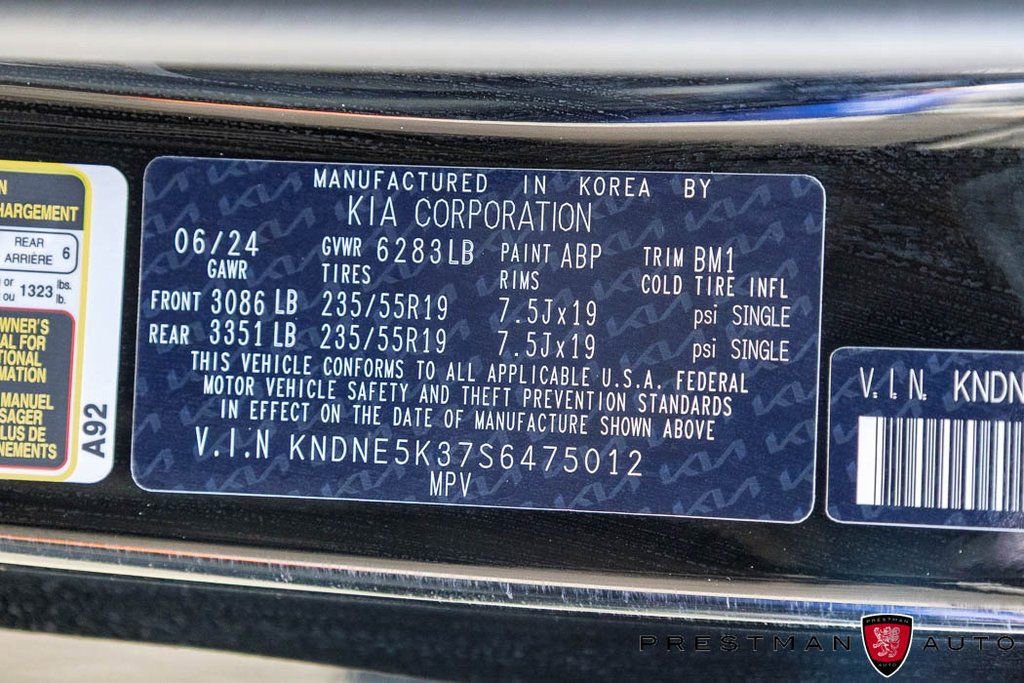 N
HARGEMENT
REAR
ARRIÈRE 6
or
ou 1323 lbs.
lb.
WNER'S
AL FOR
TIONAL
MATION
MANUEL
SAGER
LUS DE
NEMENTS
A92
MANUFACTURED IN KOREA BY
KIA CORPORATION
06/24 GVWR 6283LB PAINT ABP TRIM BM1
GAWR TIRES RIMS COLD TIRE INFL
FRONT 3086 LB 235/55R19 7.5Jx19 psi SINGLE
REAR 3351 LB 235/55R19 7.5Jx19 psi SINGLE
THIS VEHICLE CONFORMS TO ALL APPLICABLE U.S.A. FEDERAL
MOTOR VEHICLE SAFETY AND THEFT PREVENTION STANDARDS
IN EFFECT ON THE DATE OF MANUFACTURE SHOWN ABOVE
V.I.N KNDNE5K37S6475012
MPV
V.I.N. KNDN
PRESTMAN AUTO
PRESTMAN
AUTO